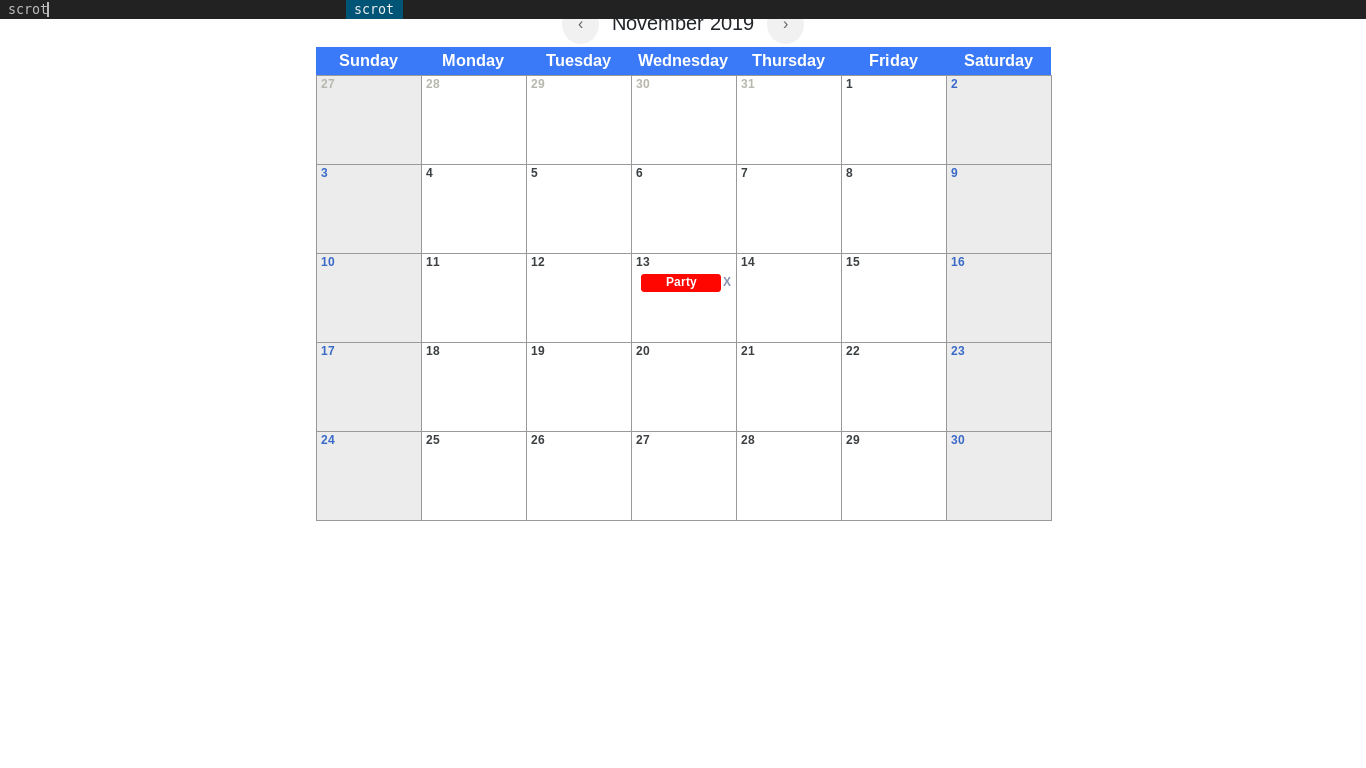 scrot scrot
‹ November 2019 ›
Sunday Monday Tuesday Wednesday Thursday Friday Saturday
27 28 29 30 31 1 2
3 4 5 6 7 8 9
10 11 12 13 14 15 16
Party X
17 18 19 20 21 22 23
24 25 26 27 28 29 30